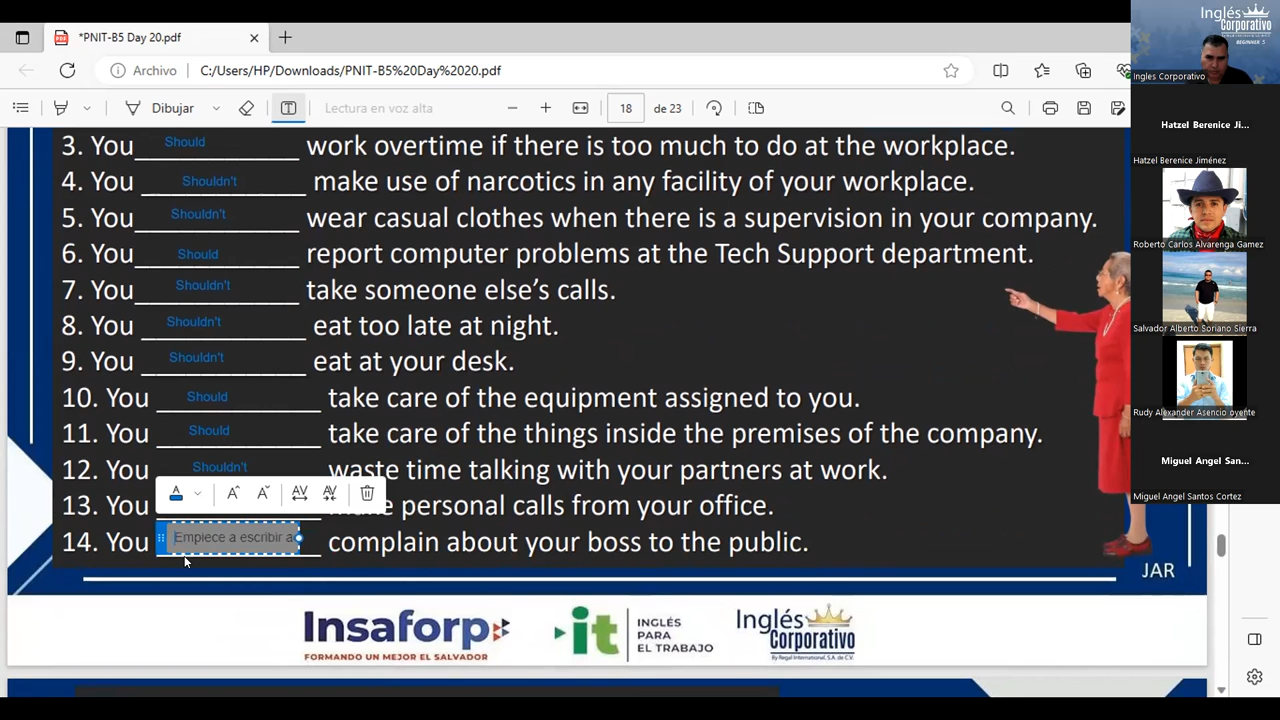 *PNIT-B5 Day 20.pdf
Archivo
C:/Users/HP/Downloads/PNIT-B5%20Day%2020.pdf
Dibujar
Lectura en voz alta
18
de 23
3. You Should work overtime if there is too much to do at the workplace.
4. You Shouldn't make use of narcotics in any facility of your workplace.
5. You Shouldn't wear casual clothes when there is a supervision in your company.
6. You Should report computer problems at the Tech Support department.
7. You Shouldn't take someone else's calls.
8. You Shouldn't eat too late at night.
9. You Shouldn't eat at your desk.
10. You Should take care of the equipment assigned to you.
11. You Should take care of the things inside the premises of the company.
12. You Shouldn't waste time talking with your partners at work.
13. You personal calls from your office.
14. You Empiece a escribir a complain about your boss to the public.
JAR
Insaforp
FORMANDO UN MEJOR EL SALVADOR
it
INGLÉS
PARA
EL TRABAJO
Inglés
Corporativo
By Regal International, S.A. de C.V.
Inglés
Corporativo
BEGINNER 5
Ingles Corporativo
Hatzel Berenice Ji...
Hatzel Berenice Jiménez
Roberto Carlos Alvarenga Gamez
Salvador Alberto Soriano Sierra
Rudy Alexander Asencio oyente
Miguel Angel San...
Miguel Angel Santos Cortez